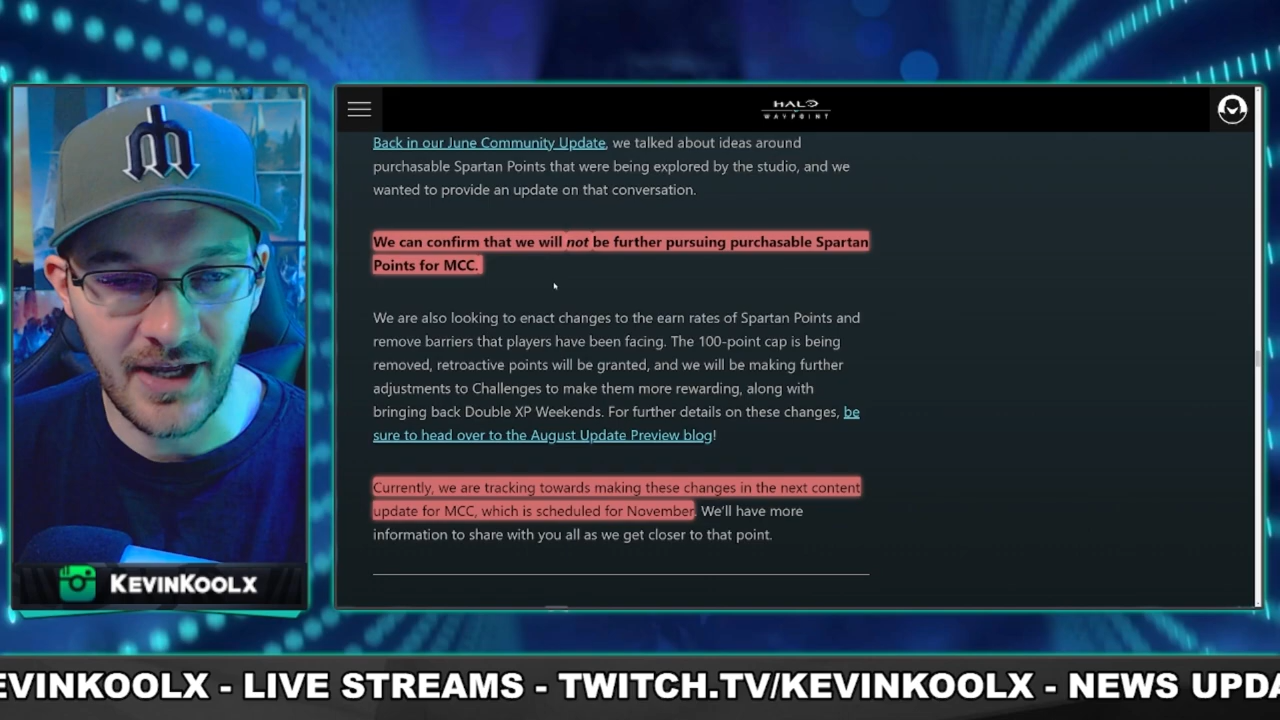 HALO
WAYPOINT
Back in our June Community Update, we talked about ideas around
purchasable Spartan Points that were being explored by the studio, and we
wanted to provide an update on that conversation.
We can confirm that we will not be further pursuing purchasable Spartan
Points for MCC.
We are also looking to enact changes to the earn rates of Spartan Points and
remove barriers that players have been facing. The 100-point cap is being
removed, retroactive points will be granted, and we will be making further
adjustments to Challenges to make them more rewarding, along with
bringing back Double XP Weekends. For further details on these changes, be
sure to head over to the August Update Preview blog!
Currently, we are tracking towards making these changes in the next content
update for MCC, which is scheduled for November. We'll have more
information to share with you all as we get closer to that point.
KEVINKOOLX
EVINKOOLX - LIVE STREAMS - TWITCH.TV/KEVINKOOLX - NEWS UPDA